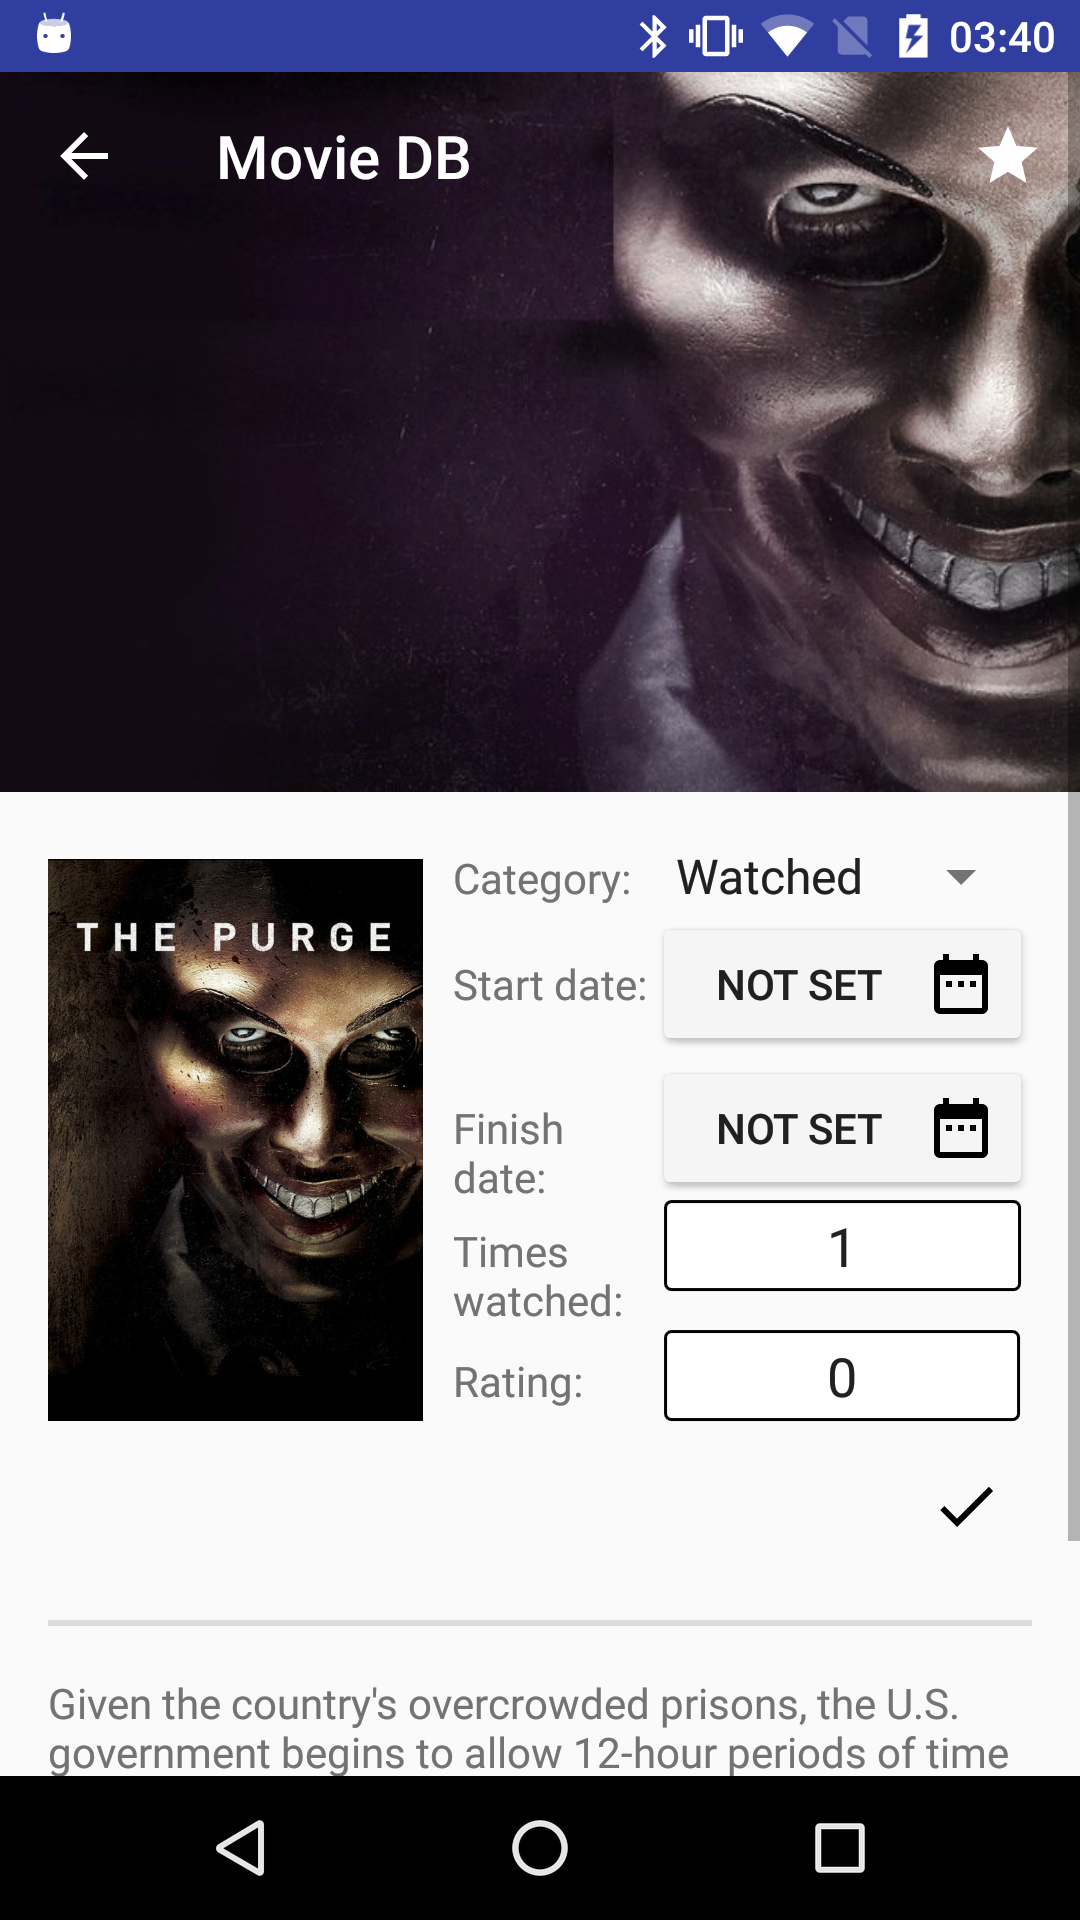 03:40
Movie DB
THE PURGE
Category: Watched
Start date: NOT SET
Finish date: NOT SET
Times watched: 1
Rating: 0
Given the country's overcrowded prisons, the U.S.
government begins to allow 12-hour periods of time